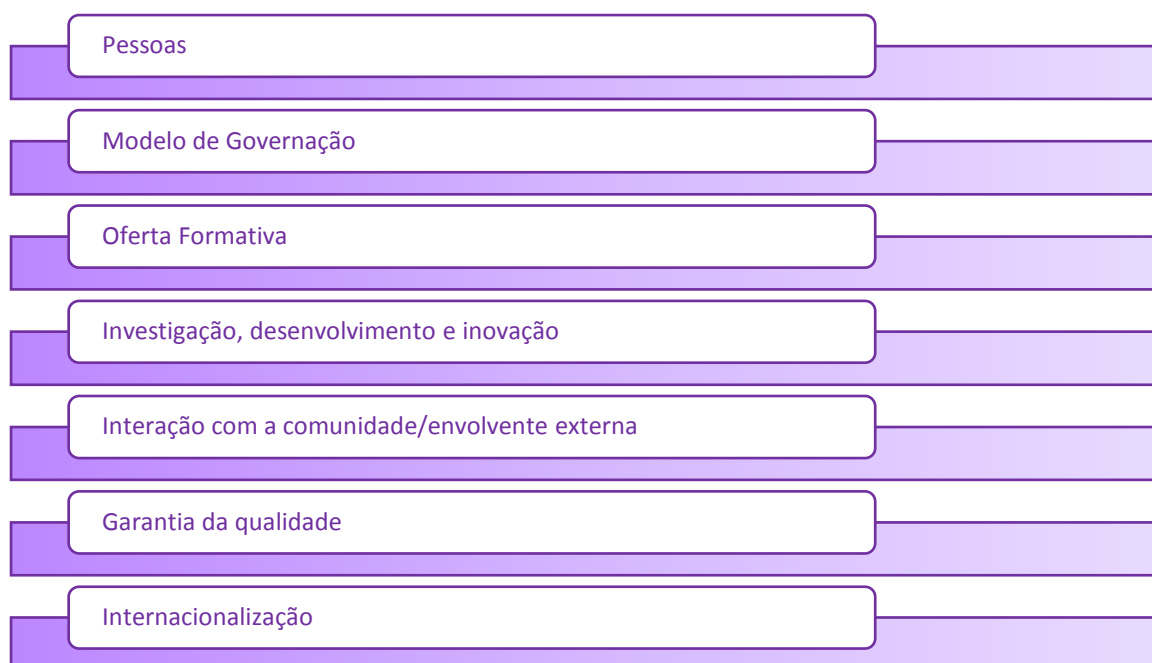 Pessoas
Modelo de Governação
Oferta Formativa
Investigação, desenvolvimento e inovação
Interação com a comunidade/envolvente externa
Garantia da qualidade
Internacionalização